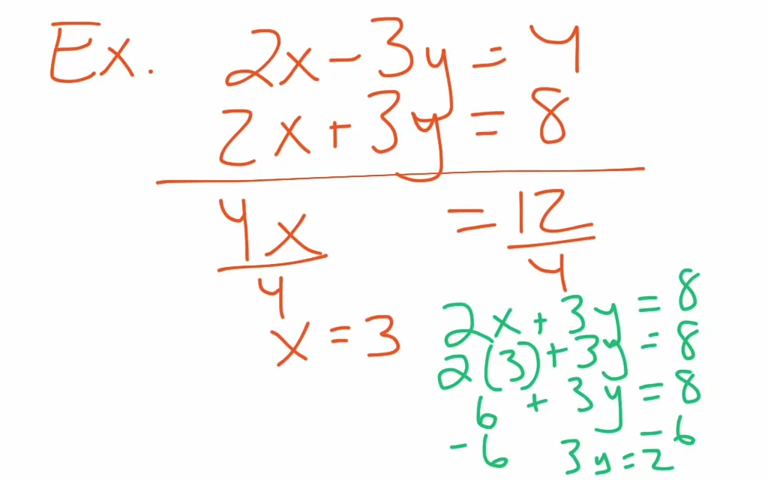 Ex. 2x - 3y = 4
2x + 3y = 8
4x = 12
4 4
x = 3
2x + 3y = 8
2(3) + 3y = 8
6 + 3y = 8
-6 -6
3y = 2